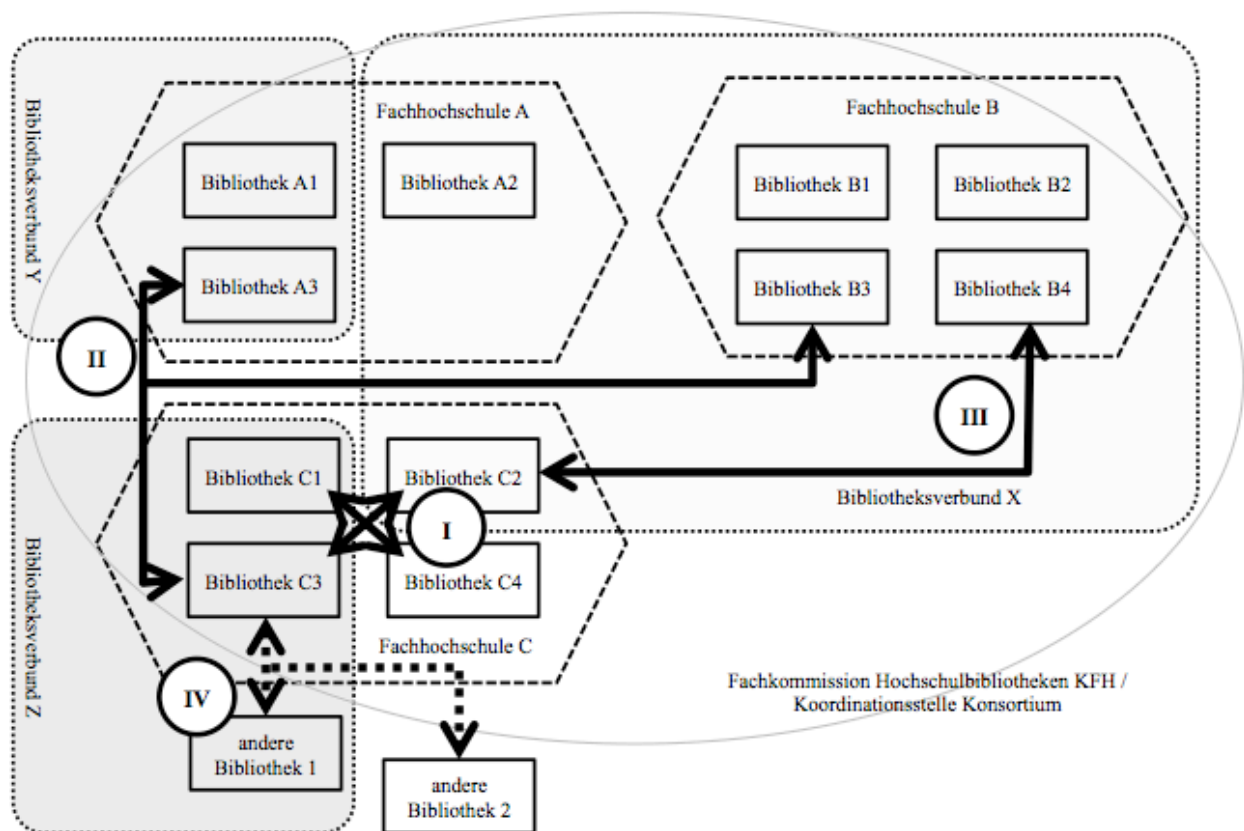 Bibliotheksverbund Y
Fachhochschule A
Fachhochschule B
Bibliothek A1
Bibliothek A2
Bibliothek B1
Bibliothek B2
Bibliothek A3
Bibliothek B3
Bibliothek B4
II
III
Bibliothek C1
Bibliothek C2
Bibliotheksverbund X
I
Bibliotheksverbund Z
Bibliothek C3
Bibliothek C4
Fachhochschule C
IV
Fachkommission Hochschulbibliotheken KFH /
Koordinationsstelle Konsortium
andere
Bibliothek 1
andere
Bibliothek 2